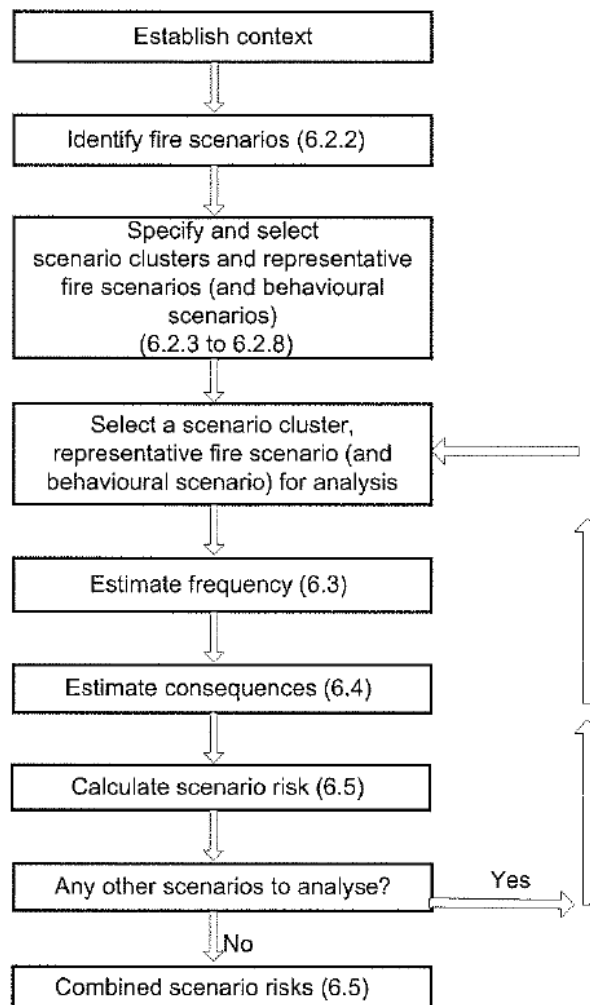 Establish context
Identify fire scenarios (6.2.2)
Specify and select
scenario clusters and representative
fire scenarios (and behavioural
scenarios)
(6.2.3 to 6.2.8)
Select a scenario cluster,
representative fire scenario (and
behavioural scenario) for analysis
Estimate frequency (6.3)
Estimate consequences (6.4)
Calculate scenario risk (6.5)
Any other scenarios to analyse?
Yes
No
Combined scenario risks (6.5)